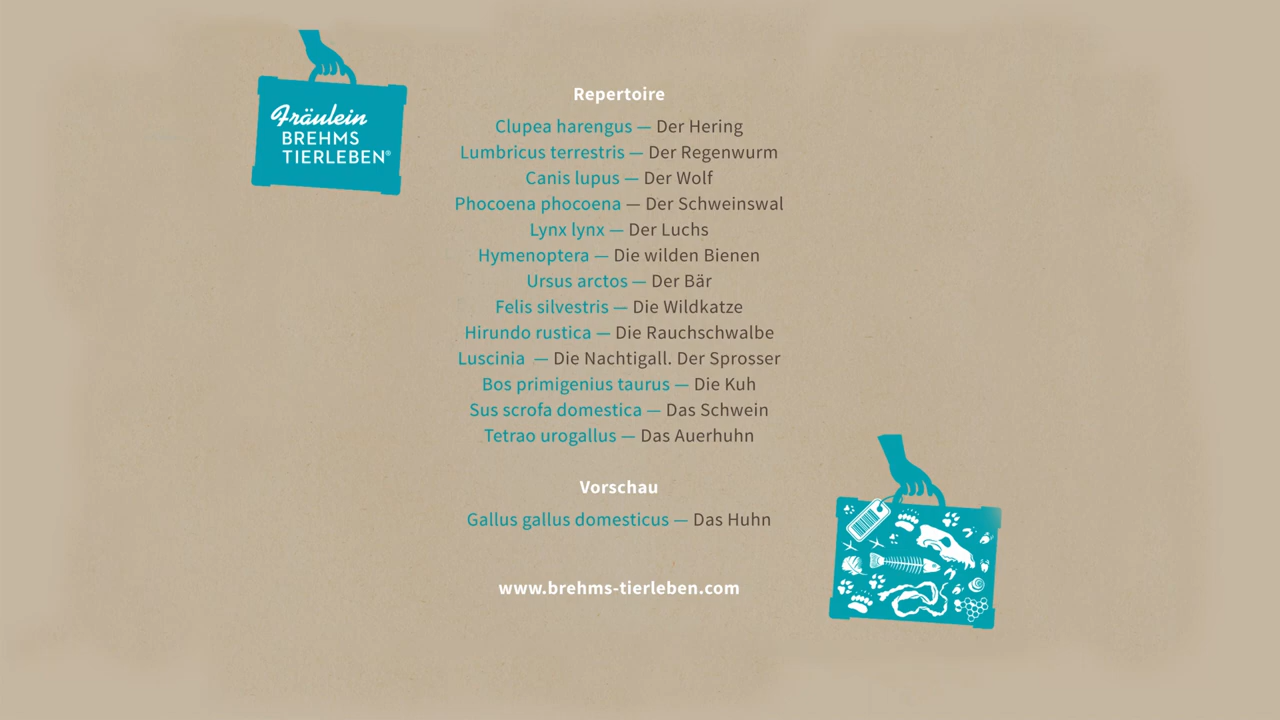 Fräulein
BREHMS
TIERLEBEN®
Repertoire
Clupea harengus — Der Hering
Lumbricus terrestris — Der Regenwurm
Canis lupus — Der Wolf
Phocoena phocoena — Der Schweinswal
Lynx lynx — Der Luchs
Hymenoptera — Die wilden Bienen
Ursus arctos — Der Bär
Felis silvestris — Die Wildkatze
Hirundo rustica — Die Rauchschwalbe
Luscinia — Die Nachtigall. Der Sprosser
Bos primigenius taurus — Die Kuh
Sus scrofa domestica — Das Schwein
Tetrao urogallus — Das Auerhuhn
Vorschau
Gallus gallus domesticus — Das Huhn
www.brehms-tierleben.com